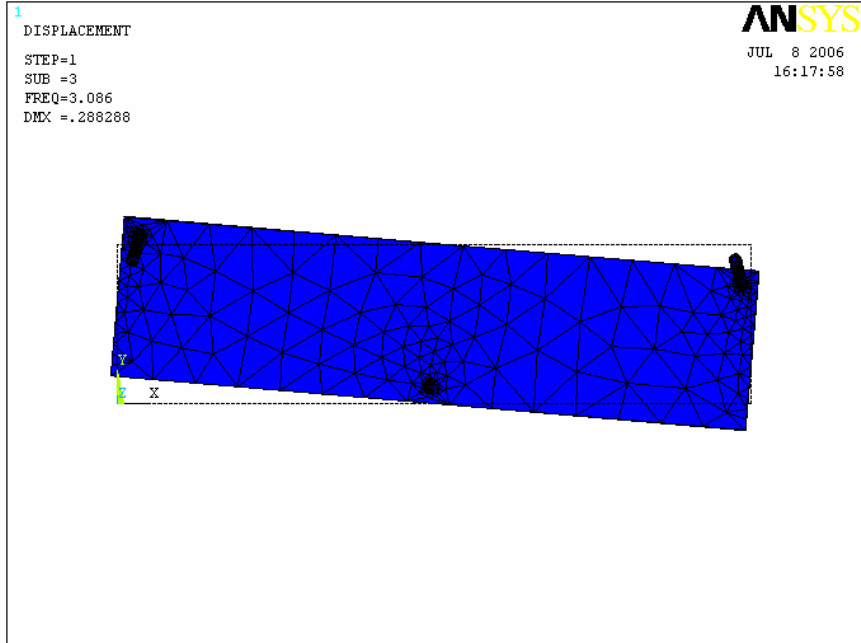 1
DISPLACEMENT
STEP=1
SUB =3
FREQ=3.086
DMX =.288288
ANSYS
JUL  8 2006
16:17:58
Y
Z X